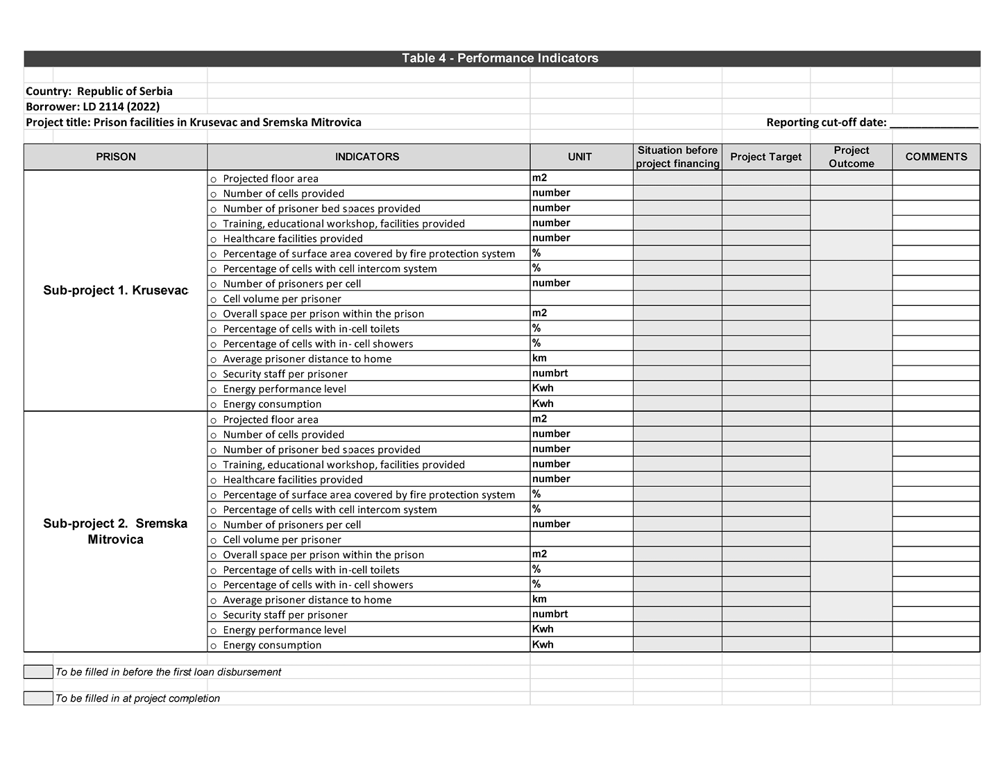 Table 4 - Performance Indicators
Country: Republic of Serbia
Borrower: LD 2114 (2022)
Project title: Prison facilities in Krusevac and Sremska Mitrovica Reporting cut-off date: _______________
PRISON INDICATORS UNIT Situation before project financing Project Target Project Outcome COMMENTS
Sub-project 1. Krusevac
o Projected floor area m2
o Number of cells provided number
o Number of prisoner bed spaces provided number
o Training, educational workshop, facilities provided number
o Healthcare facilities provided number
o Percentage of surface area covered by fire protection system %
o Percentage of cells with cell intercom system %
o Number of prisoners per cell number
o Cell volume per prisoner
o Overall space per prison within the prison m2
o Percentage of cells with in-cell toilets %
o Percentage of cells with in- cell showers %
o Average prisoner distance to home km
o Security staff per prisoner numbrt
o Energy performance level Kwh
o Energy consumption Kwh
Sub-project 2. Sremska
Mitrovica
o Projected floor area m2
o Number of cells provided number
o Number of prisoner bed spaces provided number
o Training, educational workshop, facilities provided number
o Healthcare facilities provided number
o Percentage of surface area covered by fire protection system %
o Percentage of cells with cell intercom system %
o Number of prisoners per cell number
o Cell volume per prisoner
o Overall space per prison within the prison m2
o Percentage of cells with in-cell toilets %
o Percentage of cells with in- cell showers %
o Average prisoner distance to home km
o Security staff per prisoner numbrt
o Energy performance level Kwh
o Energy consumption Kwh
To be filled in before the first loan disbursement
To be filled in at project completion